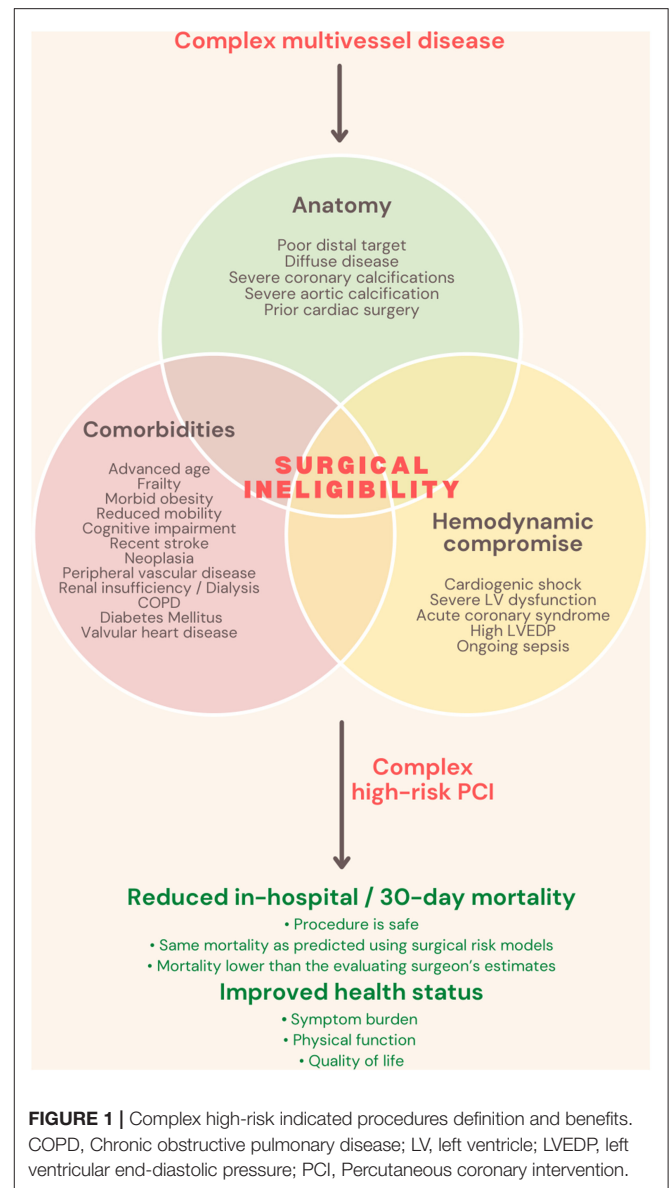 Complex multivessel disease
Anatomy
Poor distal target
Diffuse disease
Severe coronary calcifications
Severe aortic calcification
Prior cardiac surgery
Comorbidities
Advanced age
Frailty
Morbid obesity
Reduced mobility
Cognitive impairment
Recent stroke
Neoplasia
Peripheral vascular disease
Renal insufficiency / Dialysis
COPD
Diabetes Mellitus
Valvular heart disease
SURGICAL
INELIGIBILITY
Hemodynamic
compromise
Cardiogenic shock
Severe LV dysfunction
Acute coronary syndrome
High LVEDP
Ongoing sepsis
Complex
high-risk PCI
Reduced in-hospital / 30-day mortality
• Procedure is safe
• Same mortality as predicted using surgical risk models
• Mortality lower than the evaluating surgeon's estimates
Improved health status
• Symptom burden
• Physical function
• Quality of life
FIGURE 1 | Complex high-risk indicated procedures definition and benefits.
COPD, Chronic obstructive pulmonary disease; LV, left ventricle; LVEDP, left
ventricular end-diastolic pressure; PCI, Percutaneous coronary intervention.